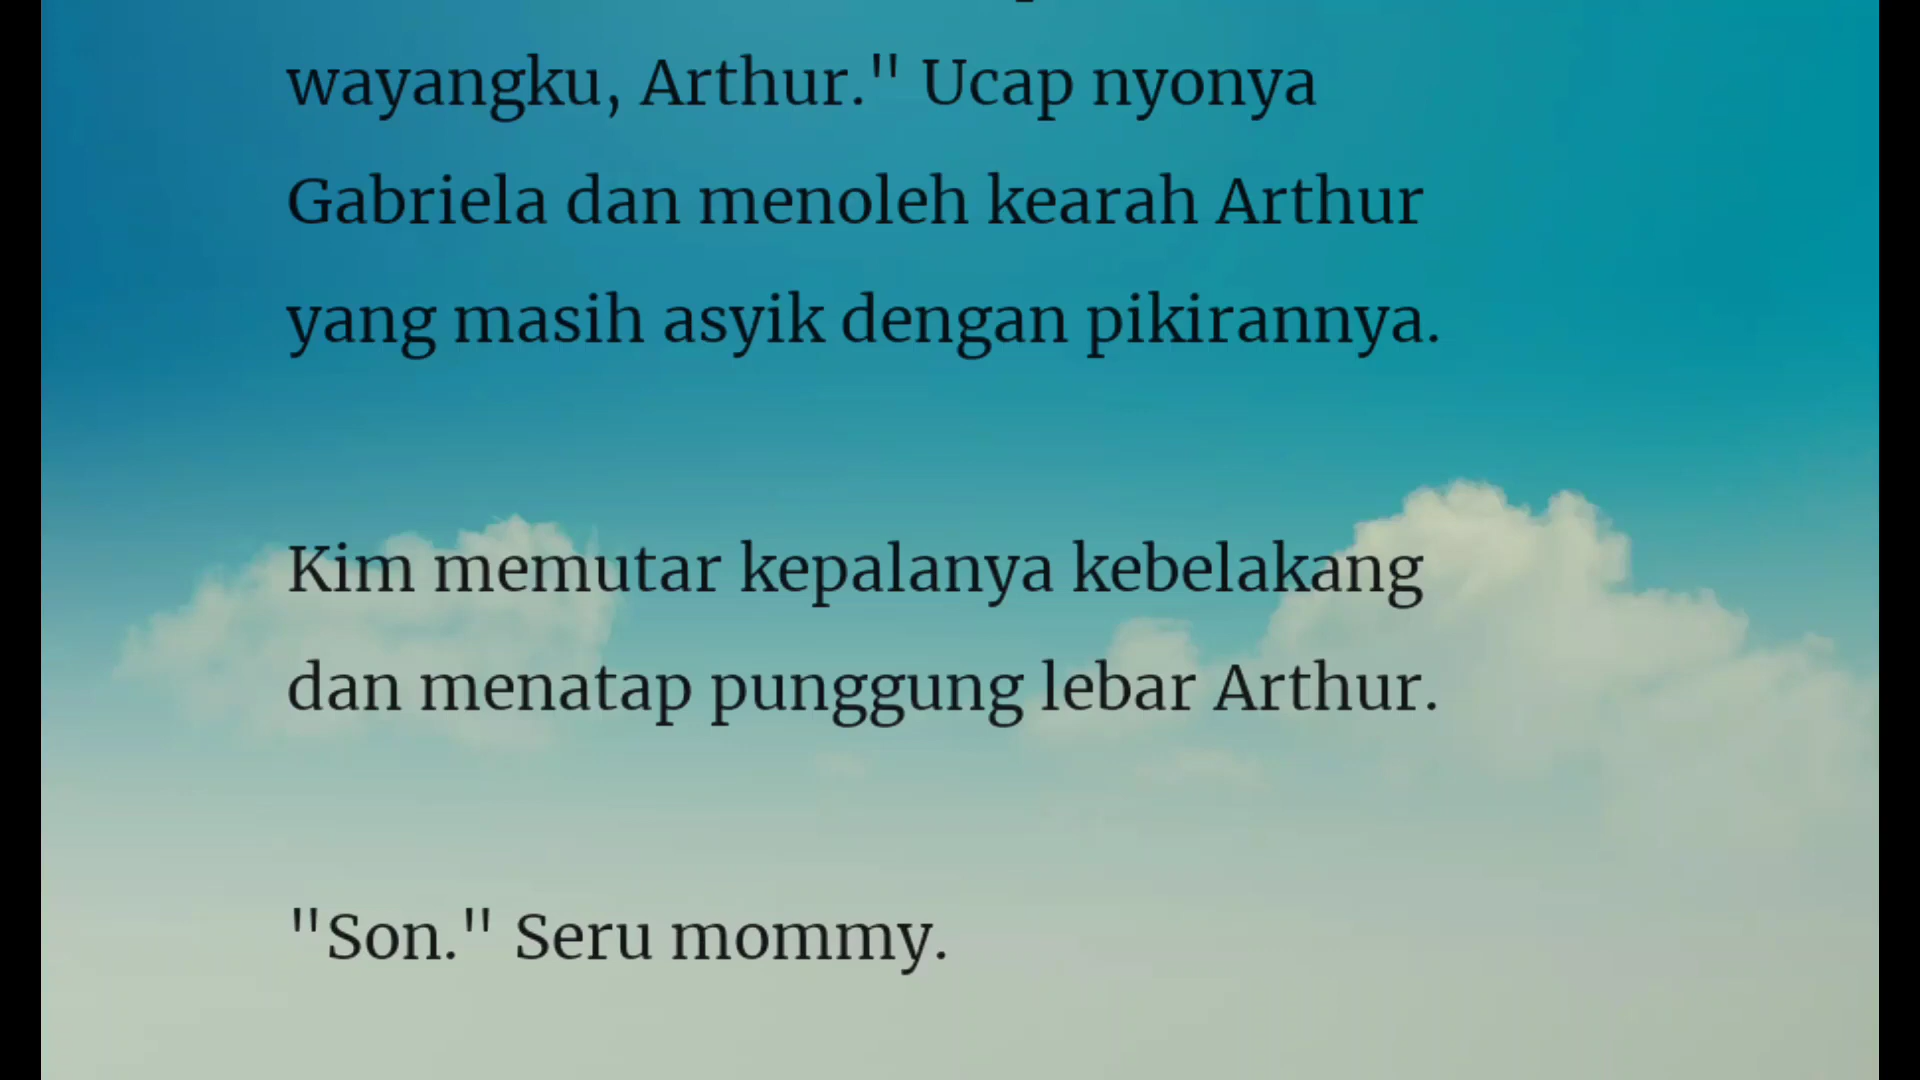 wayangku, Arthur." Ucap nyonya
Gabriela dan menoleh kearah Arthur
yang masih asyik dengan pikirannya.
Kim memutar kepalanya kebelakang
dan menatap punggung lebar Arthur.
"Son." Seru mommy.